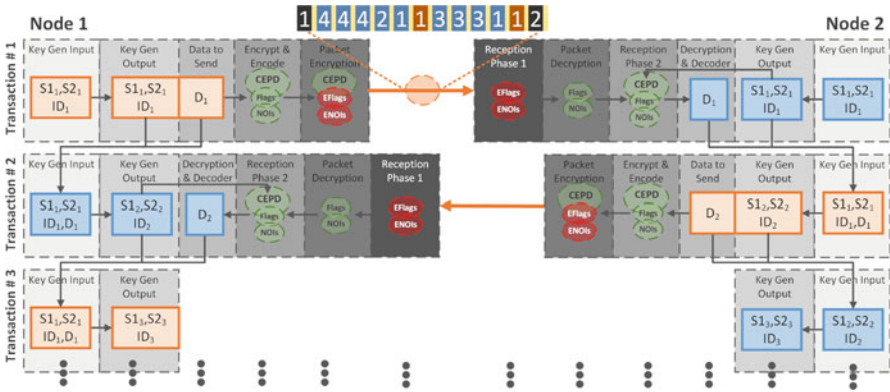 1 4 4 4 2 1 1 3 3 3 1 1 2
Node 1
Node 2
Transaction # 1
Key Gen Input
Key Gen Output
Data to Send
Encrypt & Encode
Packet Encryption
Reception Phase 1
Packet Decryption
Reception Phase 2
Decryption & Decoder
Key Gen Output
Key Gen Input
S1₁,S2₁
ID₁
S1₁,S2₁
ID₁
D₁
CEPD
Flags
NOIs
CEPD
EFlags
ENOIs
EFlags
ENOIs
Flags
NOIs
CEPD
Flags
NOIs
D₁
S1₁,S2₁
ID₁
S1₁,S2₁
ID₁
Transaction # 2
Key Gen Input
Key Gen Output
Decryption & Decoder
Reception Phase 2
Packet Decryption
Reception Phase 1
Packet Encryption
Encrypt & Encode
Data to Send
Key Gen Output
Key Gen Input
S1₁,S2₁
ID₁,D₁
S1₂,S2₂
ID₂
D₂
CEPD
Flags
NOIs
Flags
NOIs
EFlags
ENOIs
CEPD
EFlags
ENOIs
CEPD
Flags
NOIs
D₂
S1₂,S2₂
ID₂
S1₁,S2₁
ID₁,D₁
Transaction # 3
Key Gen Input
Key Gen Output
Key Gen Output
Key Gen Input
S1₁,S2₁
ID₁,D₁
S1₃,S2₃
ID₃
S1₃,S2₃
ID₃
S1₂,S2₂
ID₂